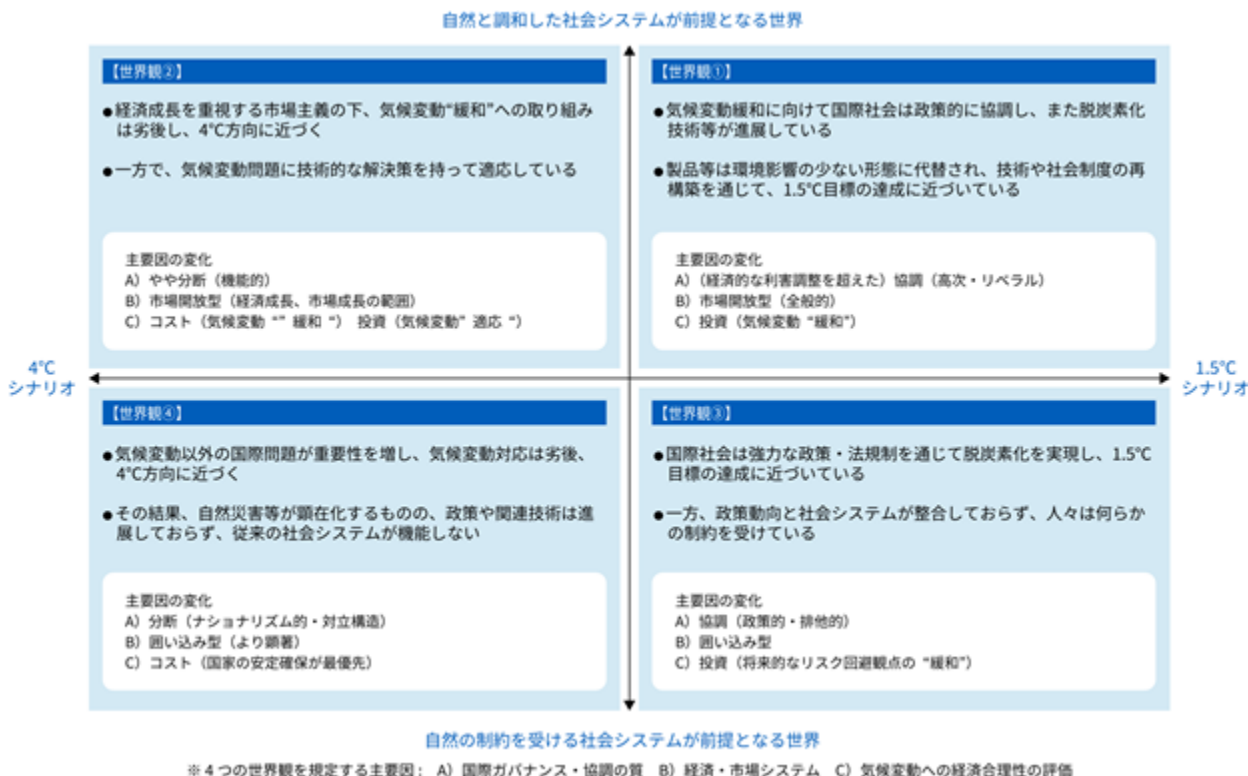 自然と調和した社会システムが前提となる世界
【世界観②】
●経済成長を重視する市場主義の下、気候変動“緩和”への取り組み
は劣後し、4℃方向に近づく
●一方で、気候変動問題に技術的な解決策を持って適応している
主要因の変化
A）やや分断（機能的）
B）市場開放型（経済成長、市場成長の範囲）
C）コスト（気候変動 “” 緩和 “）　投資（気候変動” 適応 “）
【世界観①】
●気候変動緩和に向けて国際社会は政策的に協調し、また脱炭素化
技術等が進展している
●製品等は環境影響の少ない形態に代替され、技術や社会制度の再
構築を通じて、1.5℃目標の達成に近づいている
主要因の変化
A）（経済的な利害調整を超えた）協調（高次・リベラル）
B）市場開放型（全般的）
C）投資（気候変動 “緩和”）
4℃
シナリオ
1.5℃
シナリオ
【世界観④】
●気候変動以外の国際問題が重要性を増し、気候変動対応は劣後、
4℃方向に近づく
●その結果、自然災害等が顕在化するものの、政策や関連技術は進
展しておらず、従来の社会システムが機能しない
主要因の変化
A）分断（ナショナリズム的・対立構造）
B）囲い込み型（より顕著）
C）コスト（国家の安定確保が最優先）
【世界観③】
●国際社会は強力な政策・法規制を通じて脱炭素化を実現し、1.5℃
目標の達成に近づいている
●一方、政策動向と社会システムが整合しておらず、人々は何らか
の制約を受けている
主要因の変化
A）協調（政策的・排他的）
B）囲い込み型
C）投資（将来的なリスク回避観点の “緩和”）
自然の制約を受ける社会システムが前提となる世界
※４つの世界観を規定する主要因：　A）国際ガバナンス・協調の質　B）経済・市場システム　C）気候変動への経済合理性の評価